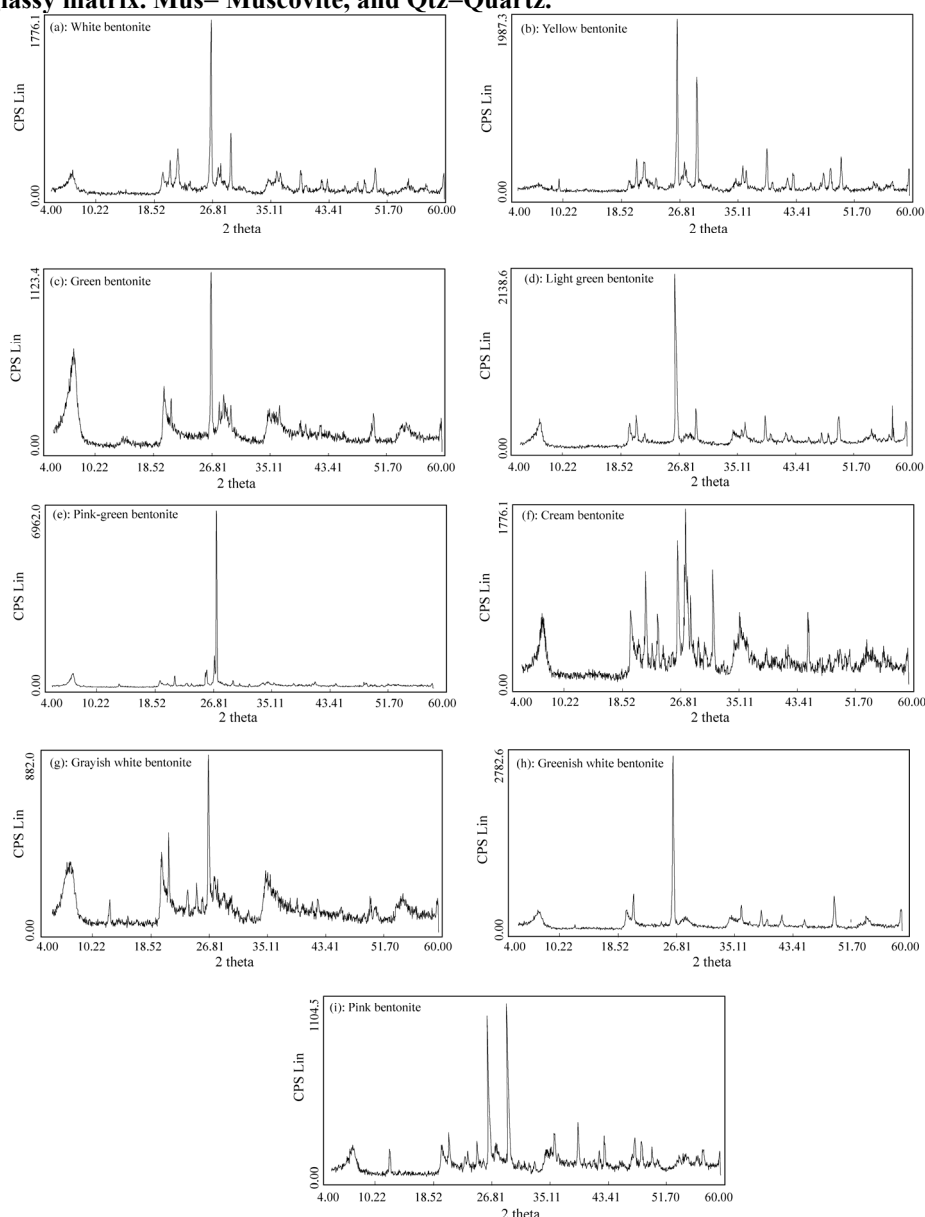 lassy matrix. Mus= Muscovite, and Qtz=Quartz.
(a): White bentonite
1776.1
CPS Lin
0.00
4.00 10.22 18.52 26.81 35.11 43.41 51.70 60.00
2 theta
(b): Yellow bentonite
1987.3
CPS Lin
0.00
4.00 10.22 18.52 26.81 35.11 43.41 51.70 60.00
2 theta
(c): Green bentonite
1123.4
CPS Lin
0.00
4.00 10.22 18.52 26.81 35.11 43.41 51.70 60.00
2 theta
(d): Light green bentonite
2138.6
CPS Lin
0.00
4.00 10.22 18.52 26.81 35.11 43.41 51.70 60.00
2 theta
(e): Pink-green bentonite
6962.0
CPS Lin
0.00
4.00 10.22 18.52 26.81 35.11 43.41 51.70 60.00
2 theta
(f): Cream bentonite
1776.1
CPS Lin
0.00
4.00 10.22 18.52 26.81 35.11 43.41 51.70 60.00
2 theta
(g): Grayish white bentonite
882.0
CPS Lin
0.00
4.00 10.22 18.52 26.81 35.11 43.41 51.70 60.00
2 theta
(h): Greenish white bentonite
2782.6
CPS Lin
0.00
4.00 10.22 18.52 26.81 35.11 43.41 51.70 60.00
2 theta
(i): Pink bentonite
1104.5
CPS Lin
0.00
4.00 10.22 18.52 26.81 35.11 43.41 51.70 60.00
2 theta